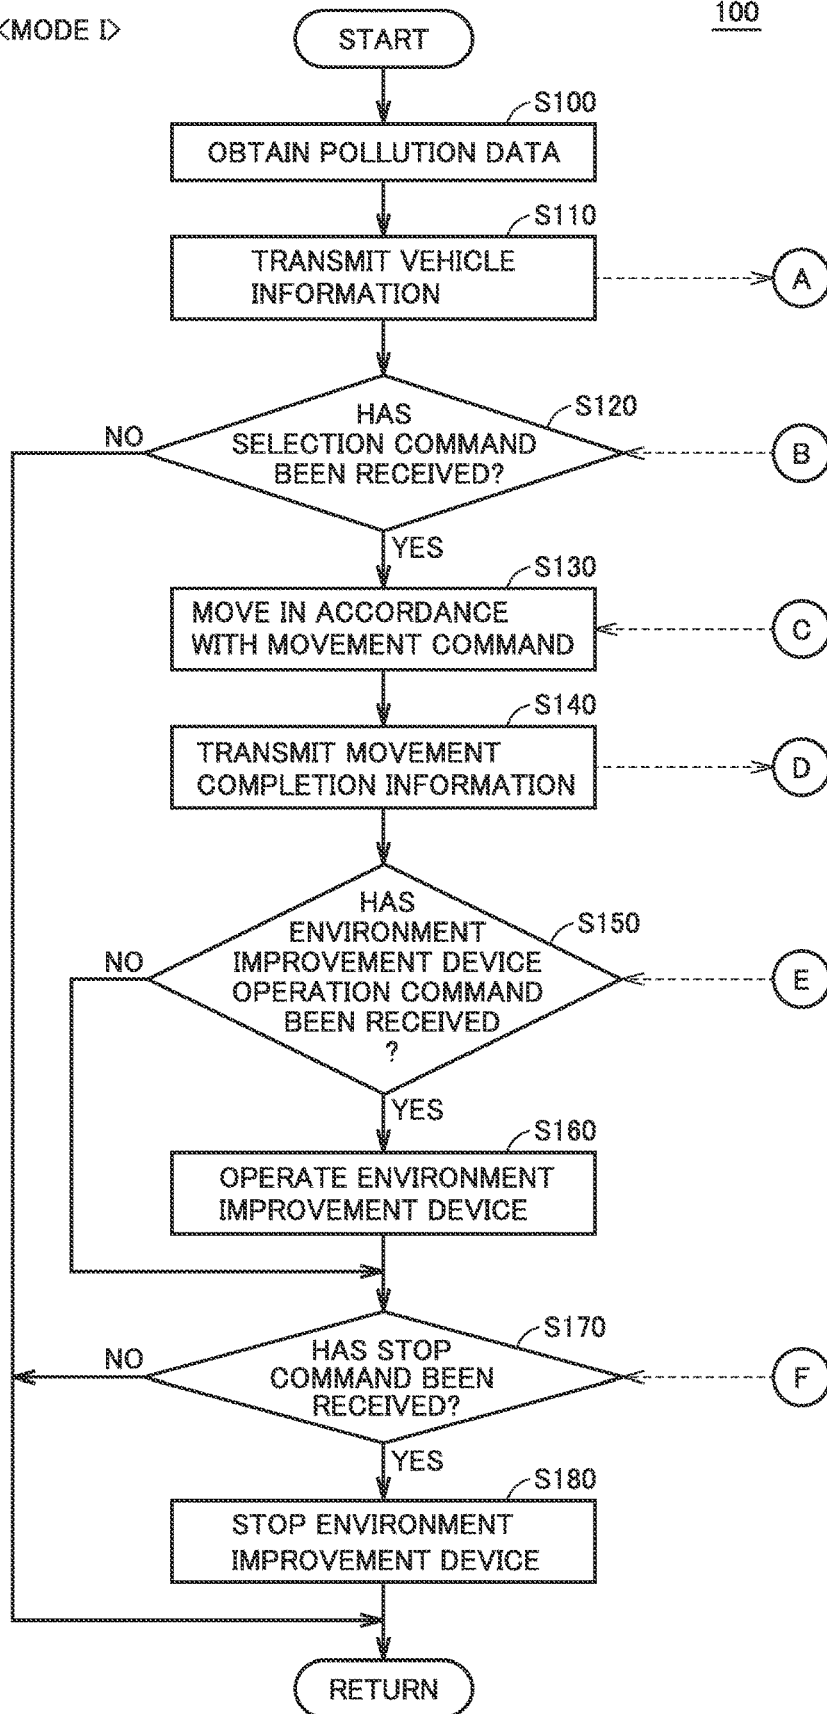 <MODE I>
100
START
S100
OBTAIN POLLUTION DATA
S110
TRANSMIT VEHICLE
INFORMATION
A
S120
HAS
SELECTION COMMAND
BEEN RECEIVED?
NO
B
YES
S130
MOVE IN ACCORDANCE
WITH MOVEMENT COMMAND
C
S140
TRANSMIT MOVEMENT
COMPLETION INFORMATION
D
S150
HAS
ENVIRONMENT
IMPROVEMENT DEVICE
OPERATION COMMAND
BEEN RECEIVED
?
NO
E
YES
S160
OPERATE ENVIRONMENT
IMPROVEMENT DEVICE
S170
HAS STOP
COMMAND BEEN
RECEIVED?
NO
F
YES
S180
STOP ENVIRONMENT
IMPROVEMENT DEVICE
RETURN